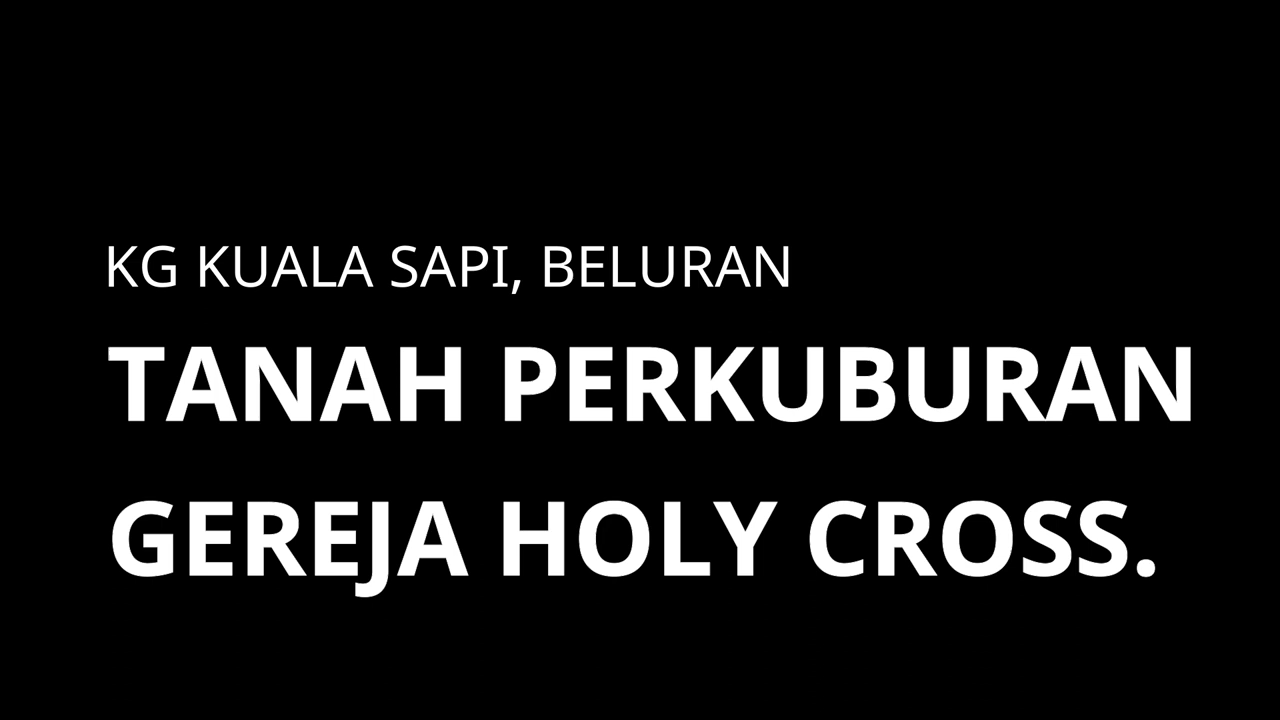 KG KUALA SAPI, BELURAN
TANAH PERKUBURAN
GEREJA HOLY CROSS.